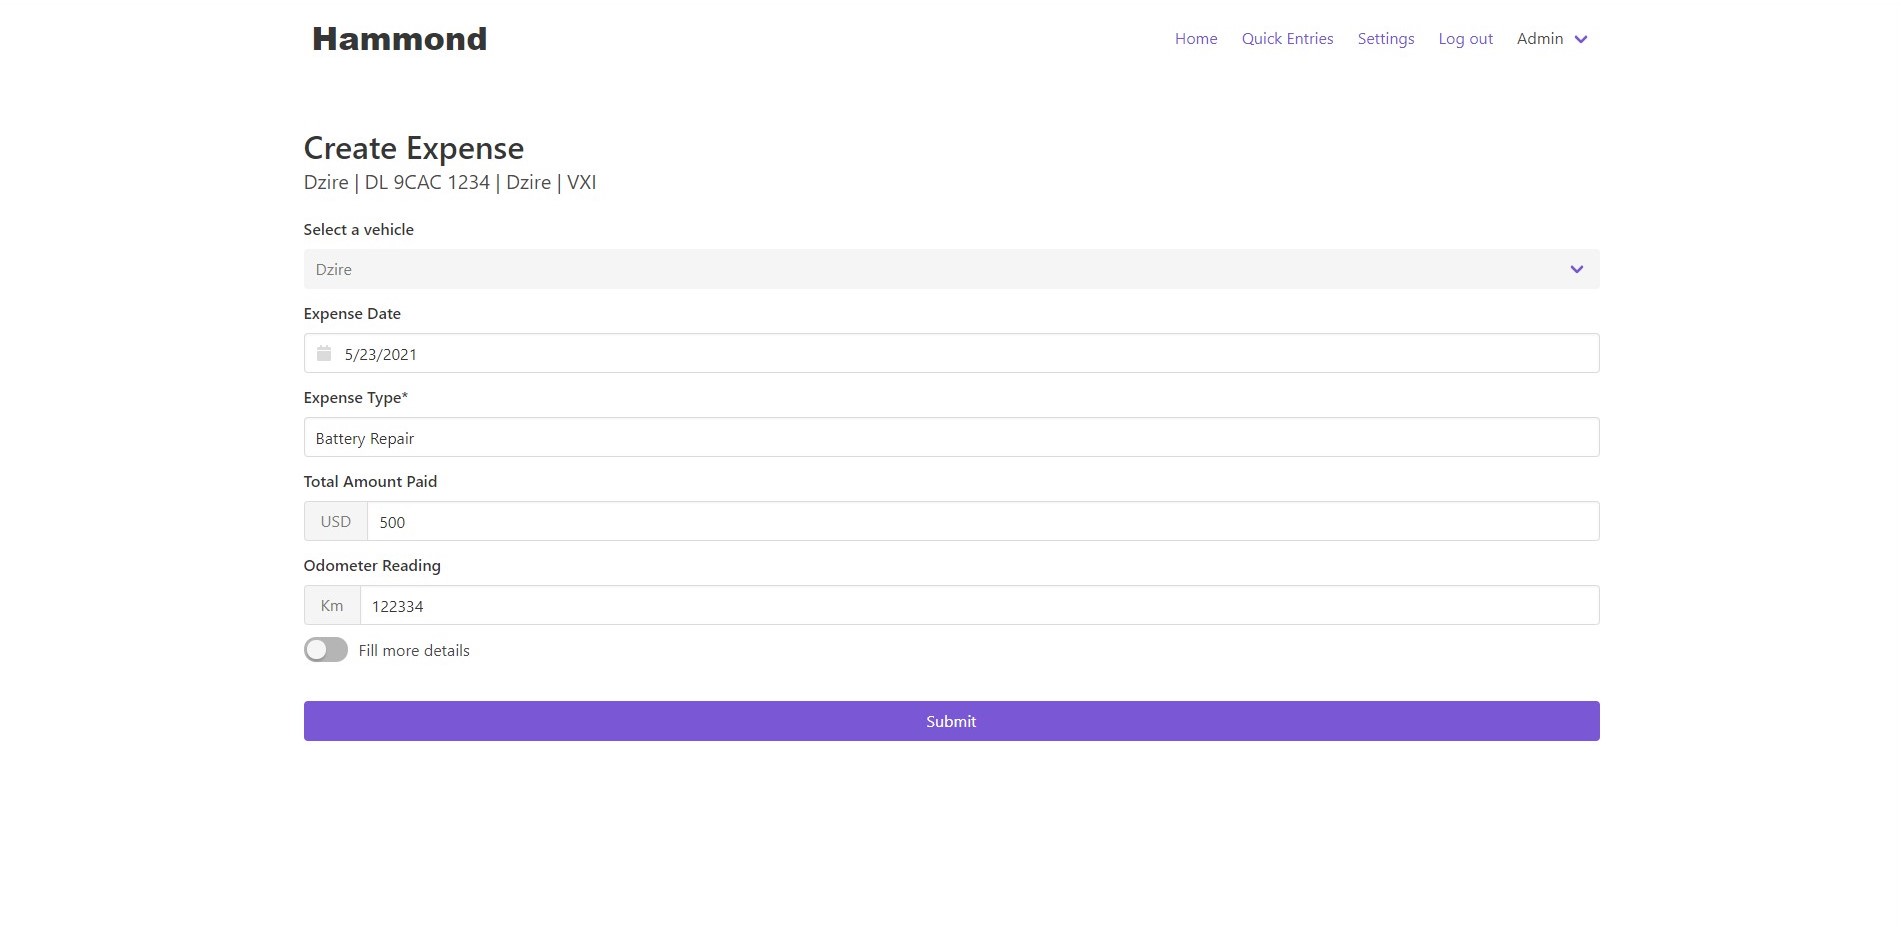 Hammond
Home Quick Entries Settings Log out Admin
Create Expense
Dzire | DL 9CAC 1234 | Dzire | VXI
Select a vehicle
Dzire
Expense Date
5/23/2021
Expense Type*
Battery Repair
Total Amount Paid
USD 500
Odometer Reading
Km 122334
Fill more details
Submit